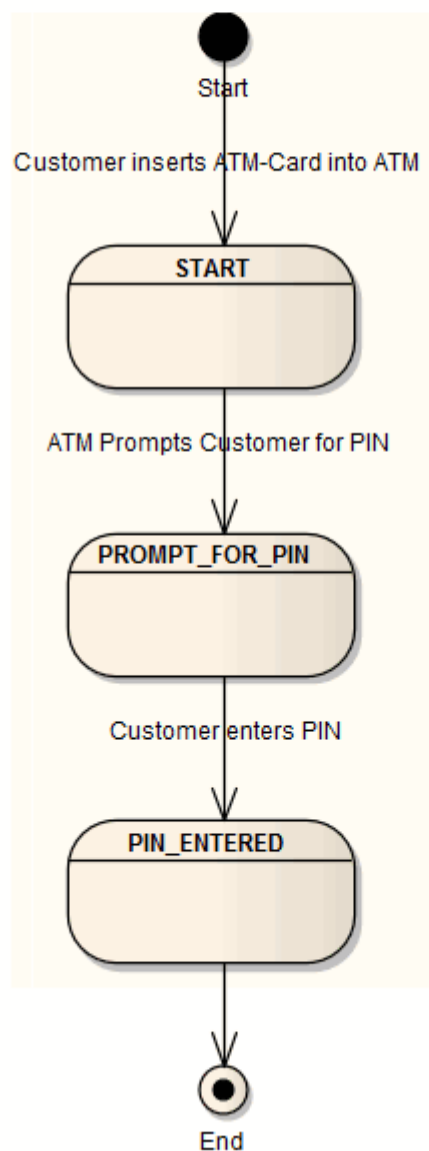 Start
Customer inserts ATM-Card into ATM
START
ATM Prompts Customer for PIN
PROMPT_FOR_PIN
Customer enters PIN
PIN_ENTERED
End